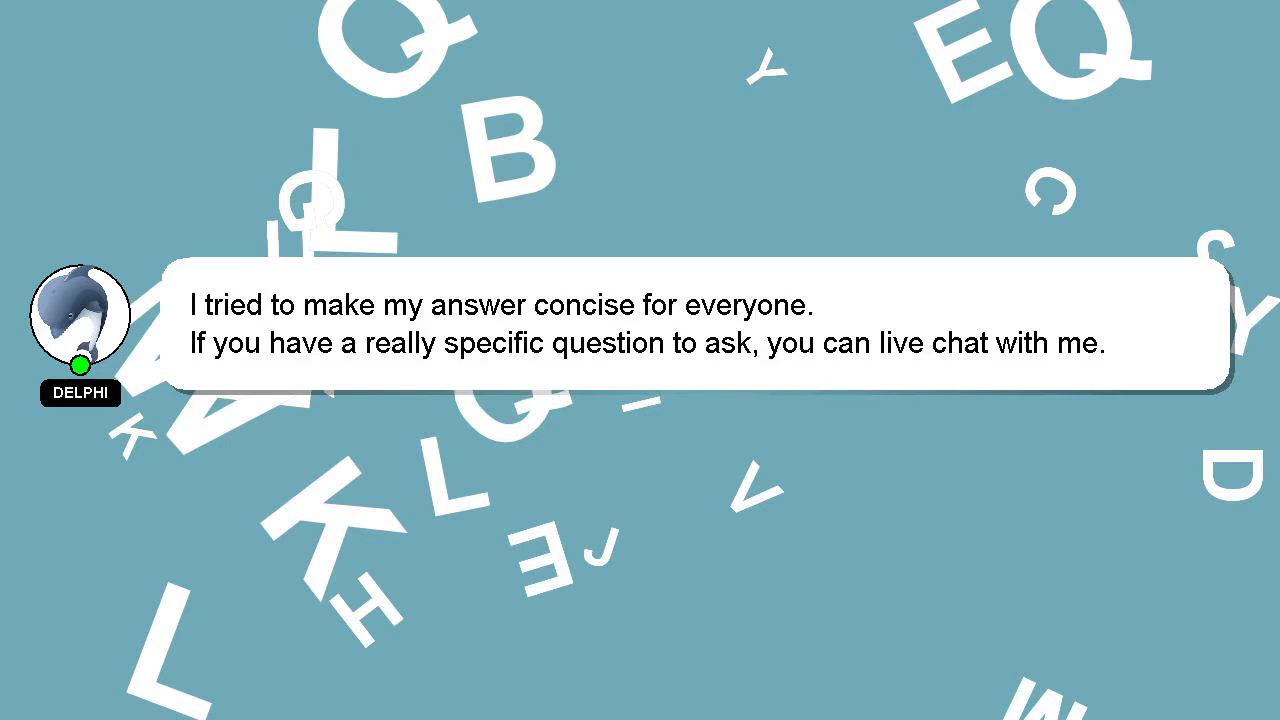 Q
E
Q
Y
B
L
Q
C
S
Y
I tried to make my answer concise for everyone.
If you have a really specific question to ask, you can live chat with me.
DELPHI
K
Q
I
L
K
V
D
E
J
H
L
M